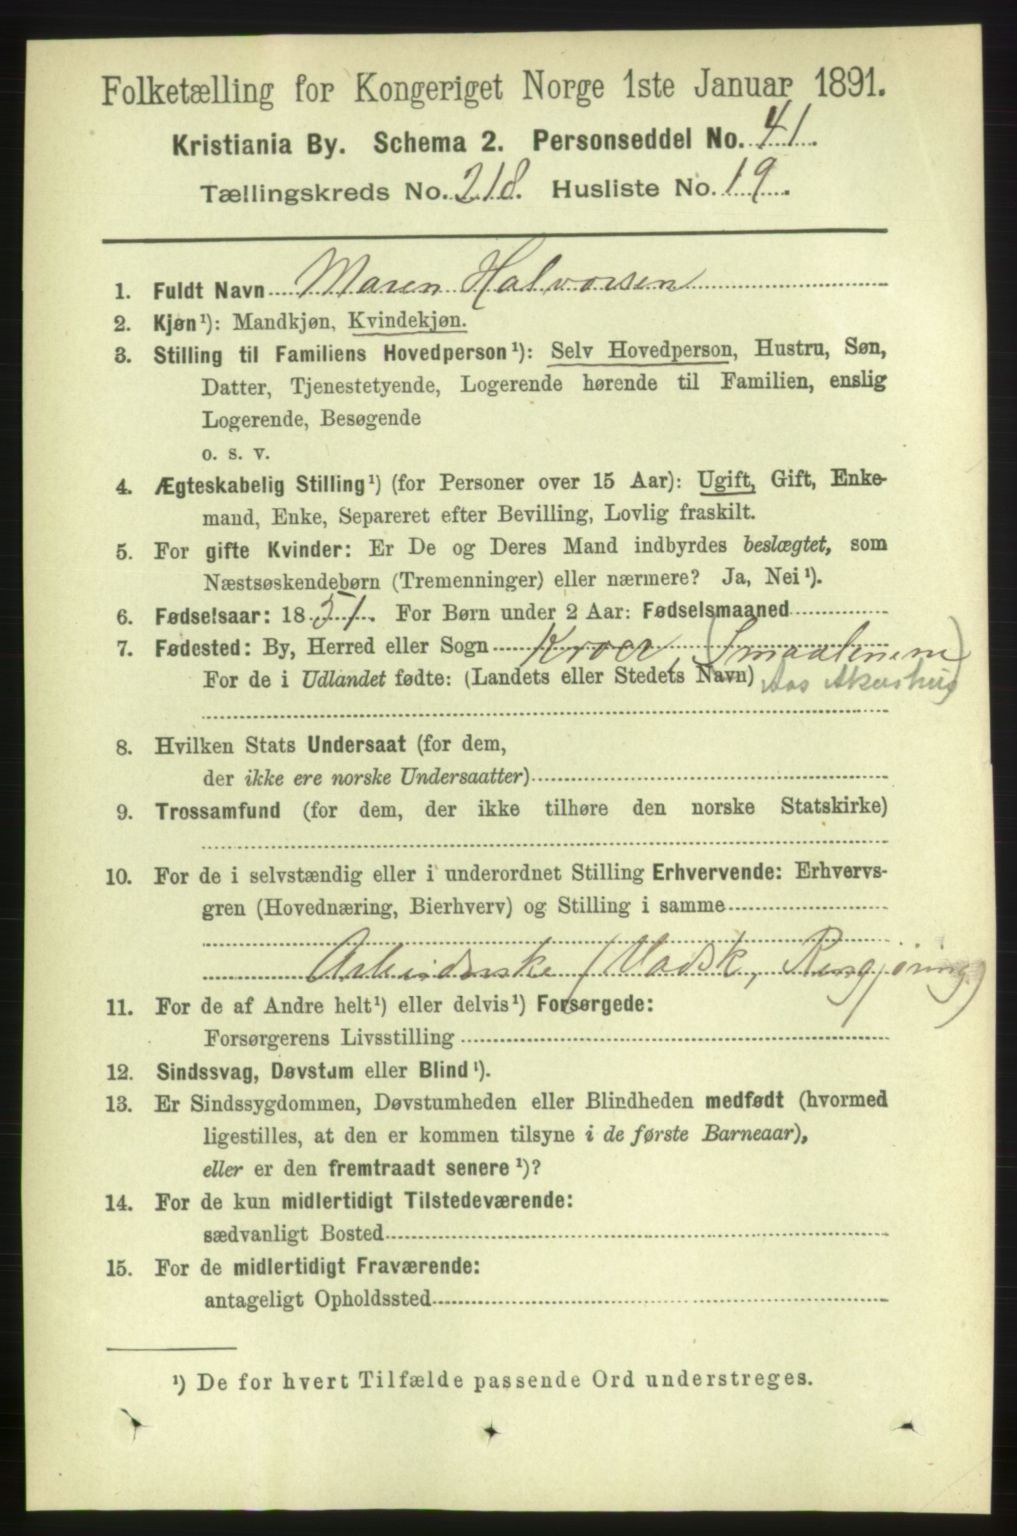 Folketælling for Kongeriget Norge 1ste Januar 1891.
Kristiania By. Schema 2. Personseddel No. 41.
Tællingskreds No. 218. Husliste No. 19.
1. Fuldt Navn Maren Halvorsen
2. Kjøn¹): Mandkjøn, Kvindekjøn.
3. Stilling til Familiens Hovedperson¹): Selv Hovedperson, Hustru, Søn,
Datter, Tjenestetyende, Logerende hørende til Familien, enslig
Logerende, Besøgende
o. s. v.
4. Ægteskabelig Stilling¹) (for Personer over 15 Aar): Ugift, Gift, Enke-
mand, Enke, Separeret efter Bevilling, Lovlig fraskilt.
5. For gifte Kvinder: Er De og Deres Mand indbyrdes beslægtet, som
Næstsøskendebørn (Tremenninger) eller nærmere? Ja, Nei¹).
6. Fødselsaar: 1851. For Børn under 2 Aar: Fødselsmaaned
7. Fødested: By, Herred eller Sogn Kroer (Smaalenene)
For de i Udlandet fødte: (Landets eller Stedets Navn) Aas Akershus
8. Hvilken Stats Undersaat (for dem,
der ikke ere norske Undersaatter)
9. Trossamfund (for dem, der ikke tilhøre den norske Statskirke)
10. For de i selvstændig eller i underordnet Stilling Erhvervende: Erhvervs-
gren (Hovednæring, Bierhverv) og Stilling i samme
Arbeiderske (Vadsk, Rengjøring)
11. For de af Andre helt¹) eller delvis¹) Forsørgede:
Forsørgerens Livsstilling
12. Sindssvag, Døvstum eller Blind¹).
13. Er Sindssygdommen, Døvstumheden eller Blindheden medfødt (hvormed
ligestilles, at den er kommen tilsyne i de første Barneaar),
eller er den fremtraadt senere¹)?
14. For de kun midlertidigt Tilstedeværende:
sædvanligt Bosted
15. For de midlertidigt Fraværende:
antageligt Opholdssted
¹) De for hvert Tilfælde passende Ord understreges.